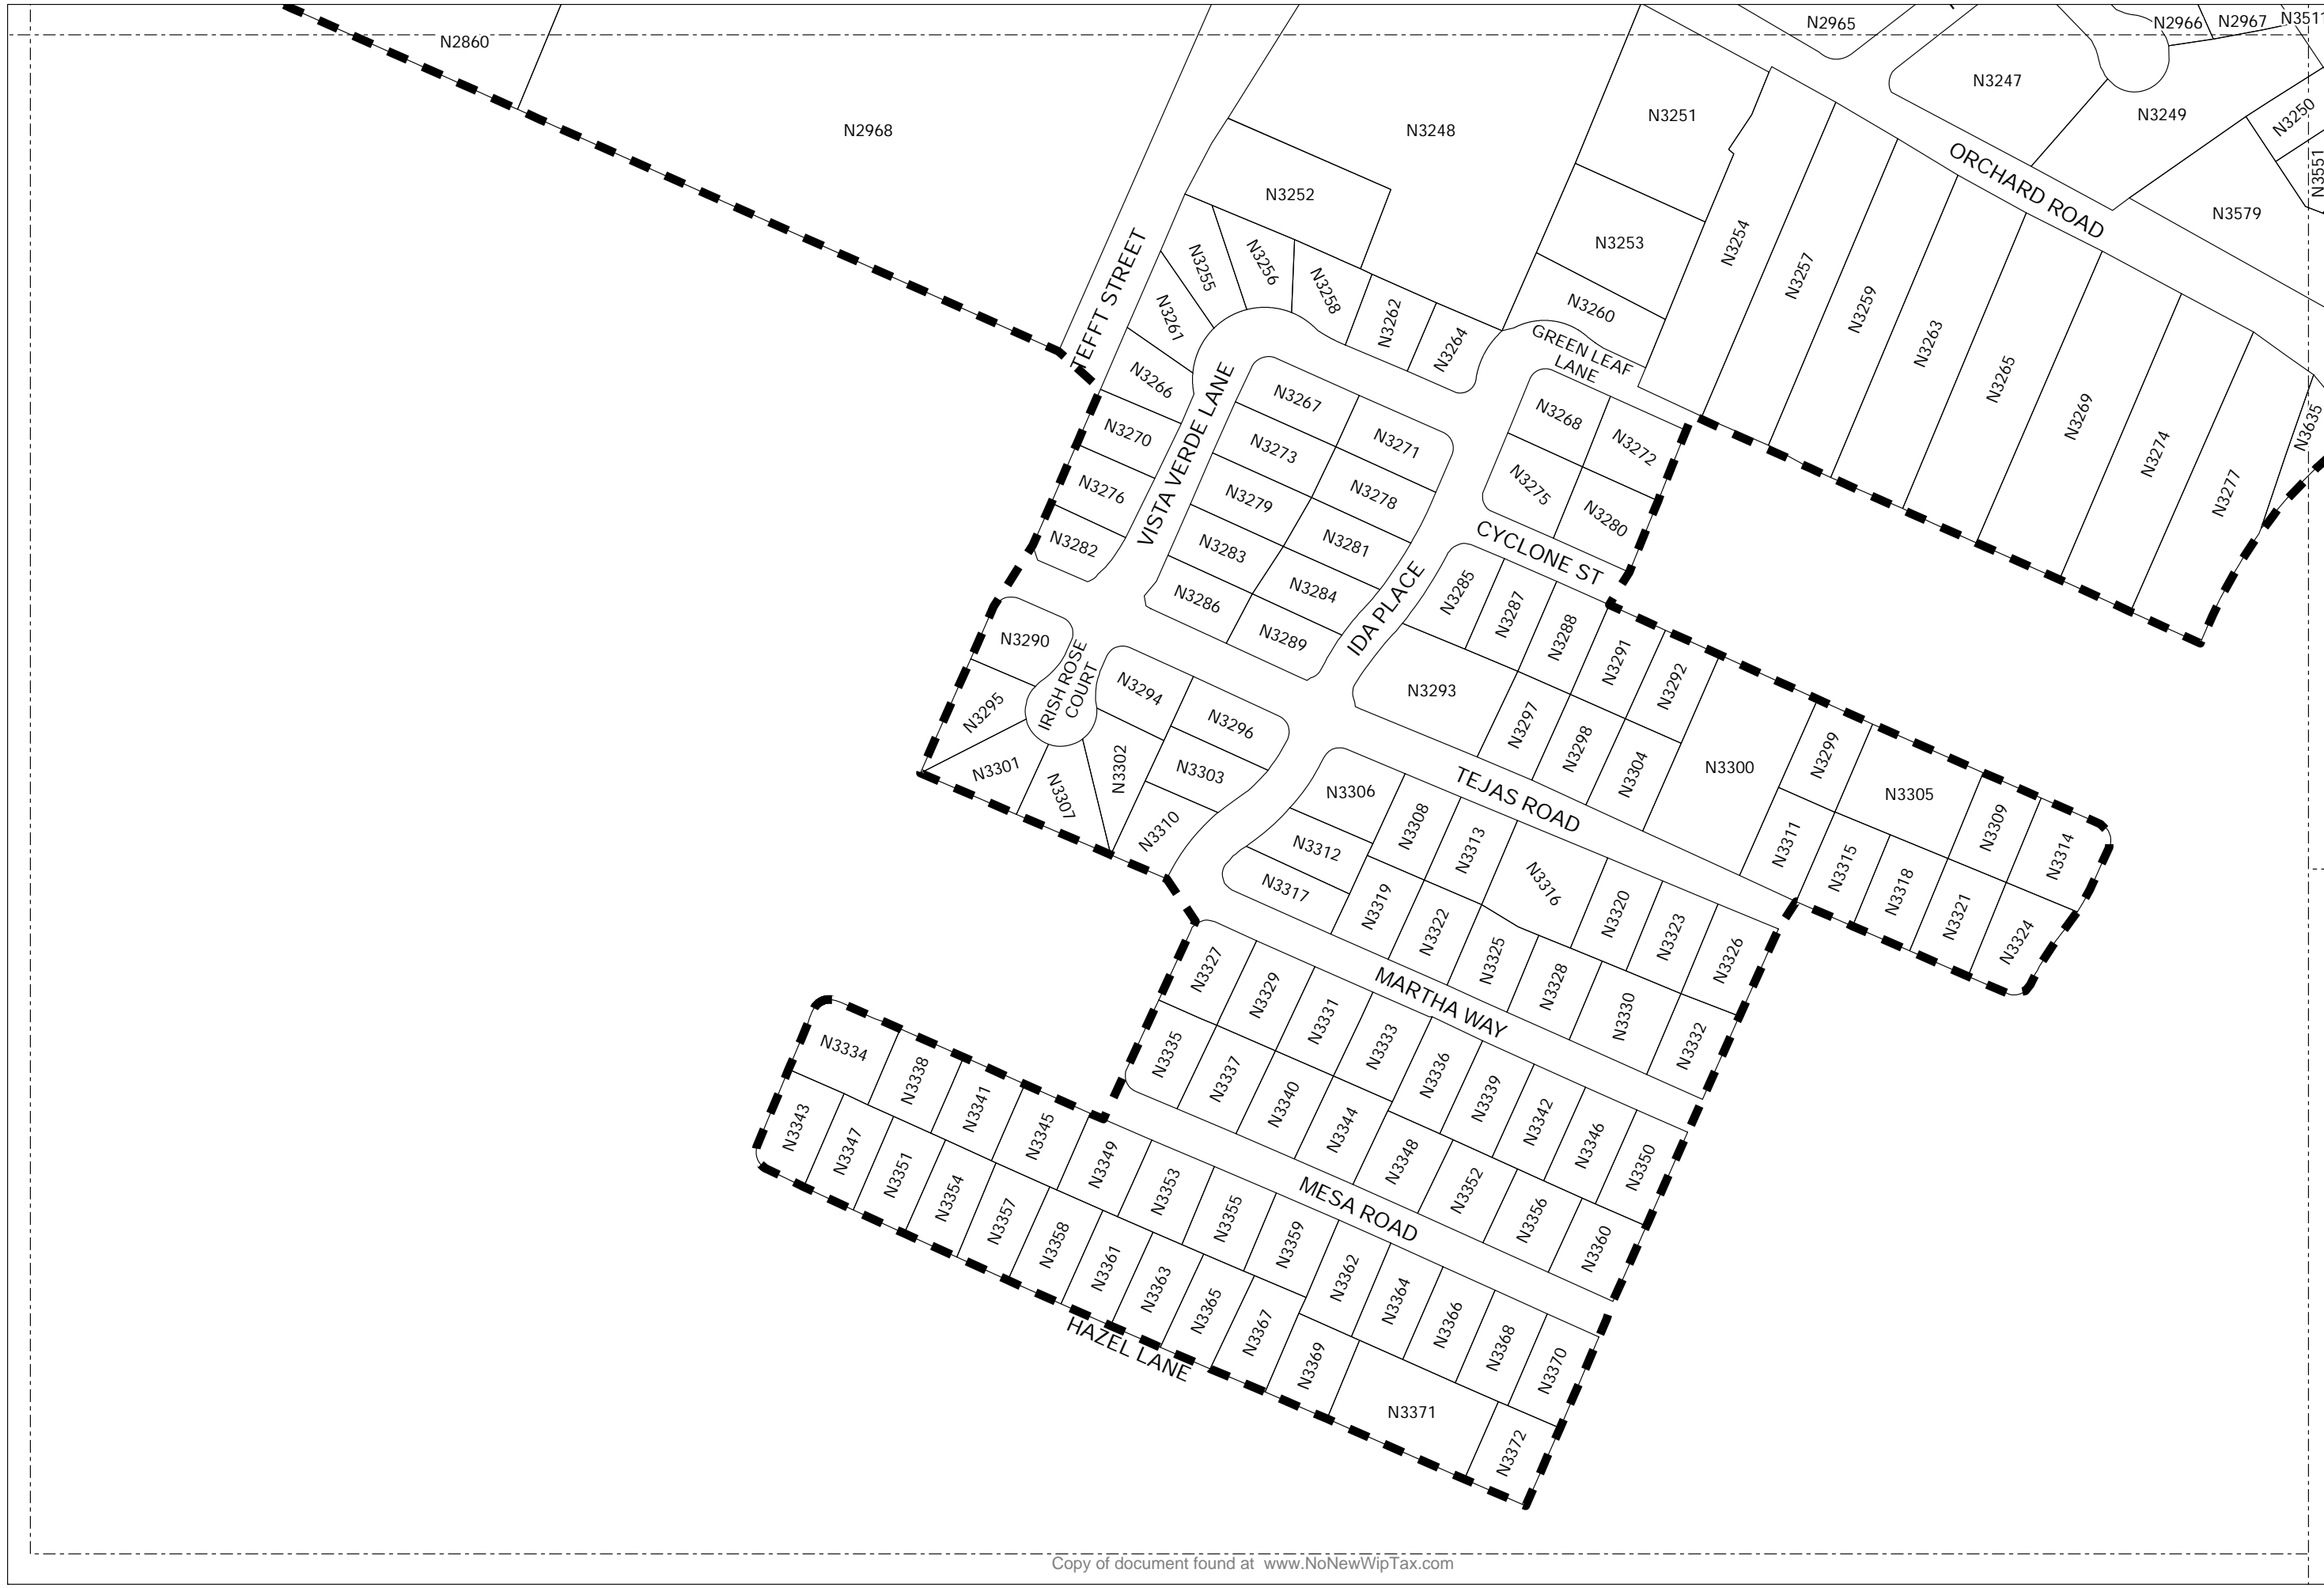 N2860
N2968
N3248
N3251
N2965
N2966
N2967
N3511
N3247
N3249
N3250
N3551
N3579
N3252
N3253
N3254
ORCHARD ROAD
TEFFT STREET
N3255
N3256
N3258
N3257
N3259
N3260
N3261
N3262
N3264
N3263
N3265
GREEN LEAF
LANE
N3266
N3267
N3268
N3269
N3270
N3271
N3272
N3273
N3274
N3635
VISTA VERDE LANE
N3275
N3276
N3277
N3278
N3279
N3280
N3281
N3282
N3283
CYCLONE ST
N3284
N3285
N3286
N3287
N3288
N3289
IDA PLACE
N3290
IRISH ROSE
COURT
N3291
N3292
N3293
N3294
N3295
N3296
N3297
N3298
N3299
N3300
N3301
N3302
N3303
N3304
N3305
N3306
N3307
TEJAS ROAD
N3308
N3309
N3310
N3311
N3312
N3313
N3314
N3315
N3316
N3317
N3318
N3319
N3320
N3321
N3322
N3323
N3324
N3325
N3326
N3327
N3328
N3329
MARTHA WAY
N3330
N3331
N3332
N3333
N3334
N3335
N3336
N3337
N3338
N3339
N3340
N3341
N3342
N3343
N3344
N3345
N3346
N3347
N3348
N3349
N3350
N3351
N3352
N3353
N3354
N3355
MESA ROAD
N3356
N3357
N3358
N3359
N3360
N3361
N3362
N3363
N3364
N3365
N3366
N3367
N3368
N3369
N3370
HAZEL LANE
N3371
N3372
Copy of document found at www.NoNewWipTax.com